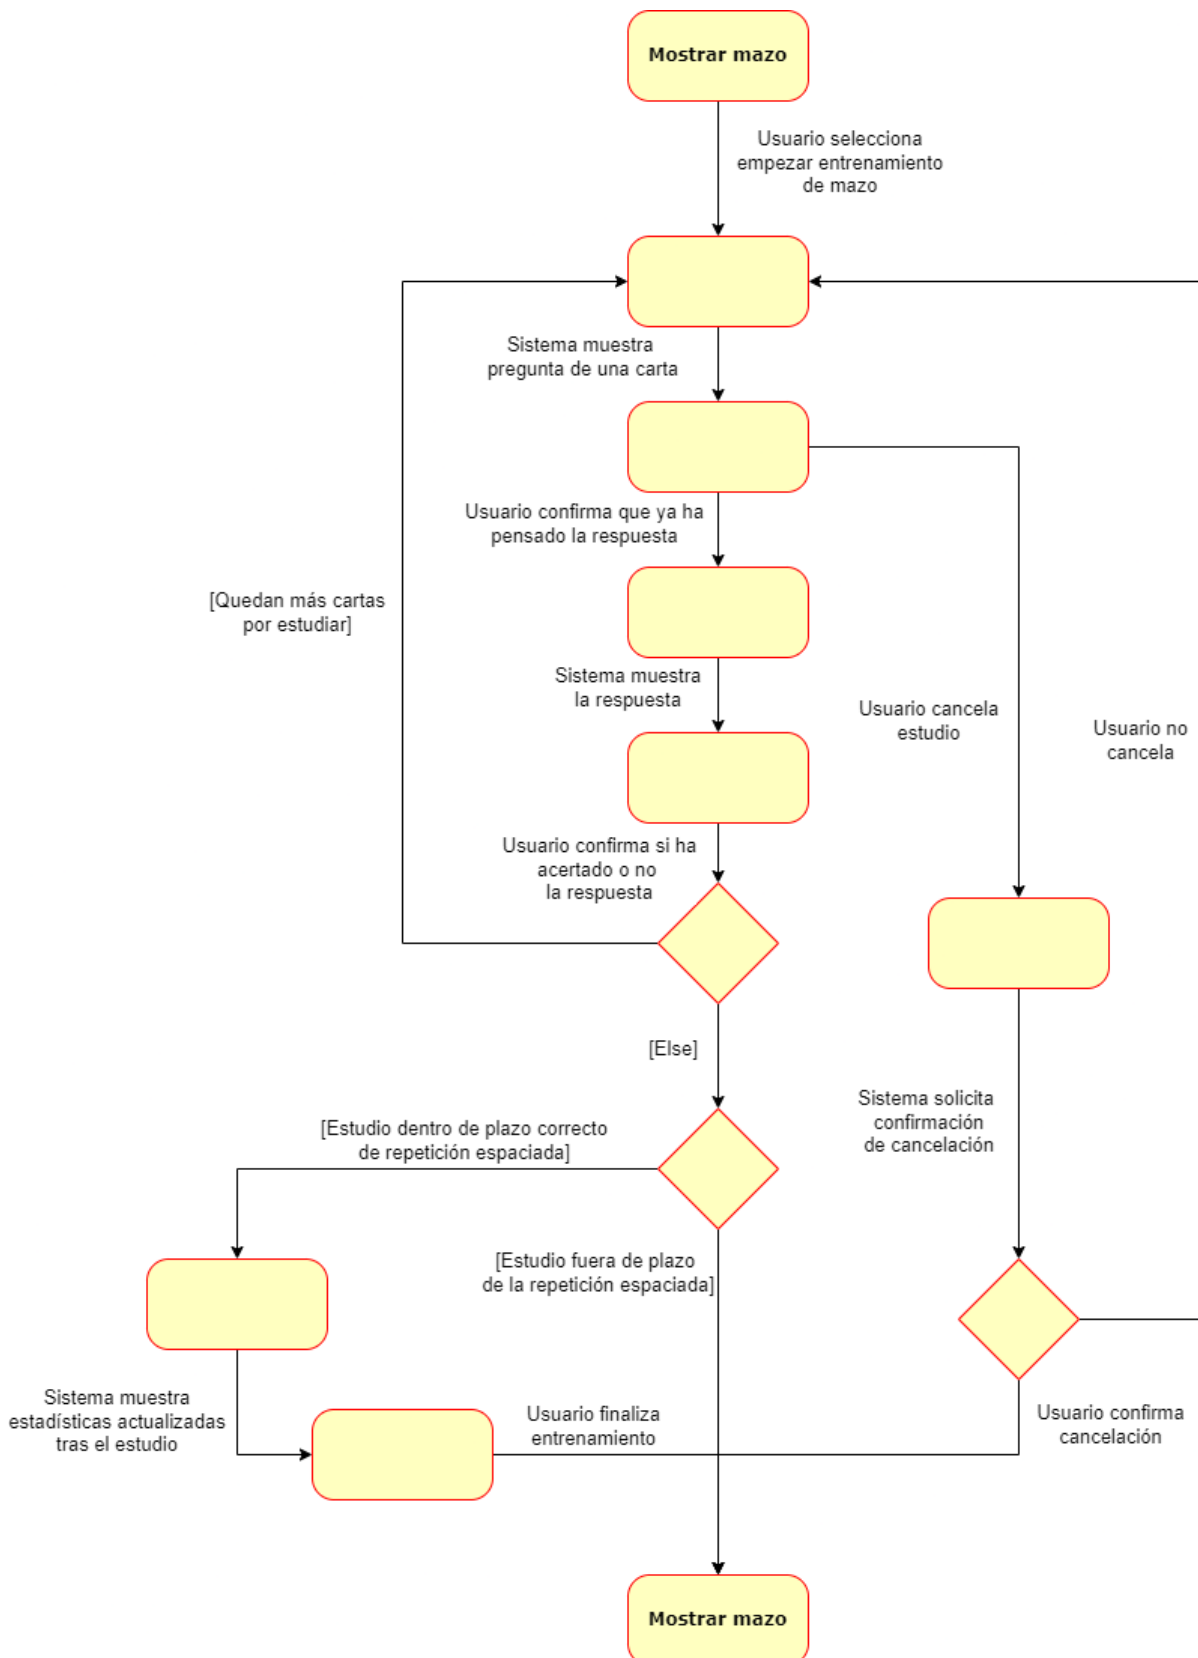 Mostrar mazo
Usuario selecciona
empezar entrenamiento
de mazo
Sistema muestra
pregunta de una carta
Usuario confirma que ya ha
pensado la respuesta
[Quedan más cartas
por estudiar]
Sistema muestra
la respuesta
Usuario cancela
estudio
Usuario no
cancela
Usuario confirma si ha
acertado o no
la respuesta
[Else]
Sistema solicita
confirmación
de cancelación
[Estudio dentro de plazo correcto
de repetición espaciada]
[Estudio fuera de plazo
de la repetición espaciada]
Sistema muestra
estadísticas actualizadas
tras el estudio
Usuario finaliza
entrenamiento
Usuario confirma
cancelación
Mostrar mazo